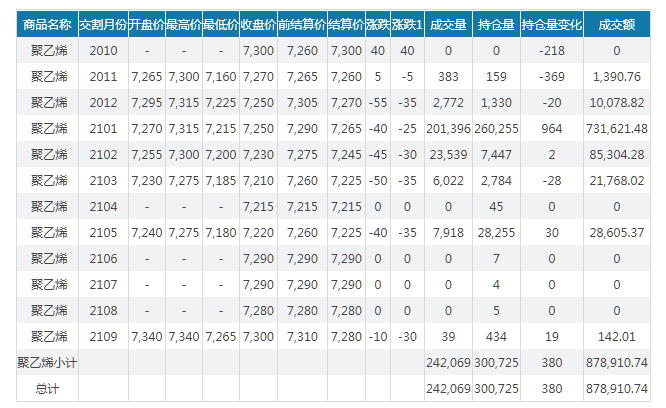 商品名称 交割月份 开盘价 最高价 最低价 收盘价 前结算价 结算价 涨跌 涨跌1 成交量 持仓量 持仓量变化 成交额
聚乙烯 2010 - - - 7,300 7,260 7,300 40 40 0 0 -218 0
聚乙烯 2011 7,265 7,300 7,160 7,270 7,265 7,260 5 -5 383 159 -369 1,390.76
聚乙烯 2012 7,295 7,315 7,225 7,250 7,305 7,270 -55 -35 2,772 1,330 -20 10,078.82
聚乙烯 2101 7,270 7,315 7,215 7,250 7,290 7,265 -40 -25 201,396 260,255 964 731,621.48
聚乙烯 2102 7,255 7,300 7,200 7,230 7,275 7,245 -45 -30 23,539 7,447 2 85,304.28
聚乙烯 2103 7,230 7,275 7,185 7,210 7,260 7,225 -50 -35 6,022 2,784 -28 21,768.02
聚乙烯 2104 - - - 7,215 7,215 7,215 0 0 0 45 0 0
聚乙烯 2105 7,240 7,275 7,180 7,220 7,260 7,225 -40 -35 7,918 28,255 30 28,605.37
聚乙烯 2106 - - - 7,290 7,290 7,290 0 0 0 7 0 0
聚乙烯 2107 - - - 7,290 7,290 7,290 0 0 0 4 0 0
聚乙烯 2108 - - - 7,280 7,280 7,280 0 0 0 5 0 0
聚乙烯 2109 7,340 7,340 7,265 7,300 7,310 7,280 -10 -30 39 434 19 142.01
聚乙烯小计 242,069 300,725 380 878,910.74
总计 242,069 300,725 380 878,910.74